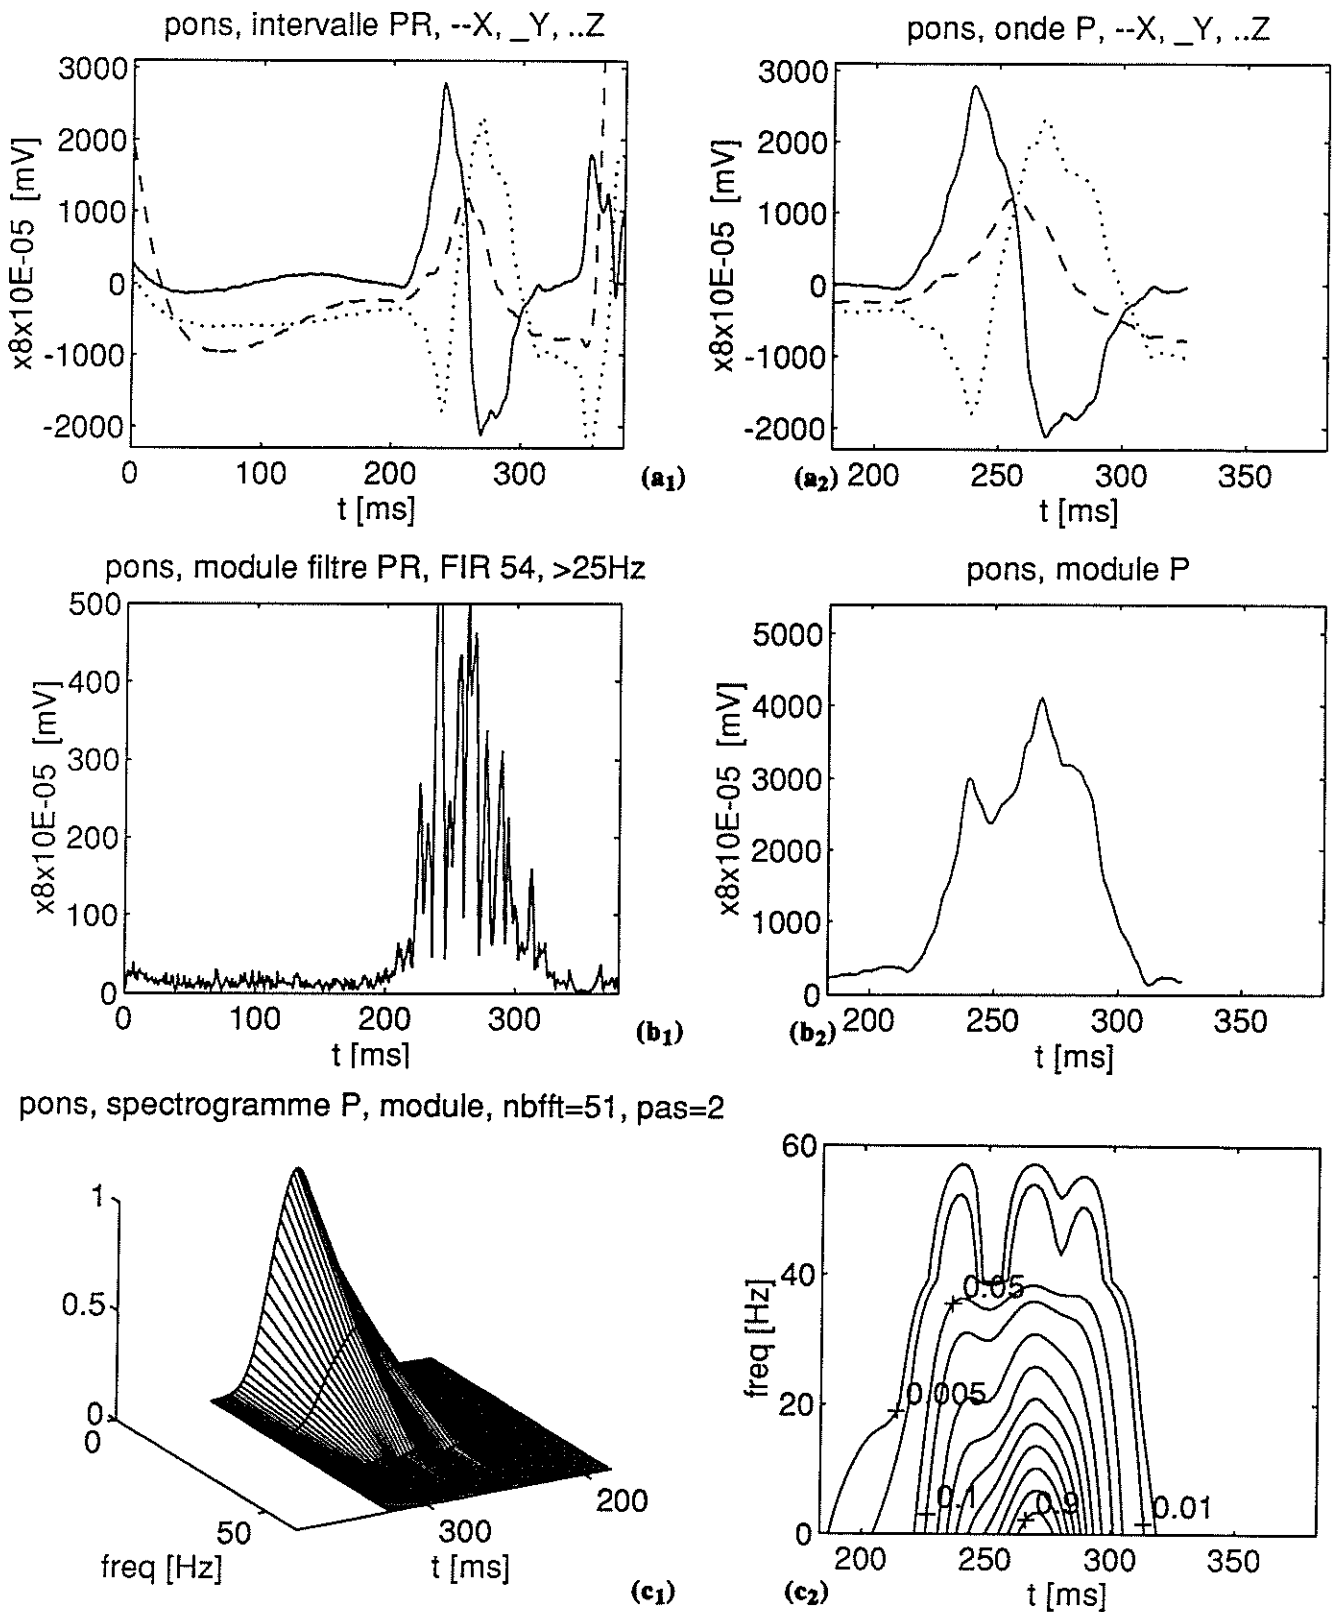 pons, intervalle PR, --X, _Y, ..Z
x8x10E-05 [mV]
3000
2000
1000
0
-1000
-2000
0
100
200
300
t [ms]
(a1)
pons, onde P, --X, _Y, ..Z
x8x10E-05 [mV]
3000
2000
1000
0
-1000
-2000
200
250
300
350
t [ms]
(a2)
pons, module filtre PR, FIR 54, >25Hz
x8x10E-05 [mV]
500
400
300
200
100
0
0
100
200
300
t [ms]
(b1)
pons, module P
x8x10E-05 [mV]
5000
4000
3000
2000
1000
0
200
250
300
350
t [ms]
(b2)
pons, spectrogramme P, module, nbfft=51, pas=2
1
0.5
0
0
50
freq [Hz]
300
200
t [ms]
(c1)
freq [Hz]
60
40
20
0
0.05
0.005
0.1
0.9
0.01
200
250
300
350
t [ms]
(c2)